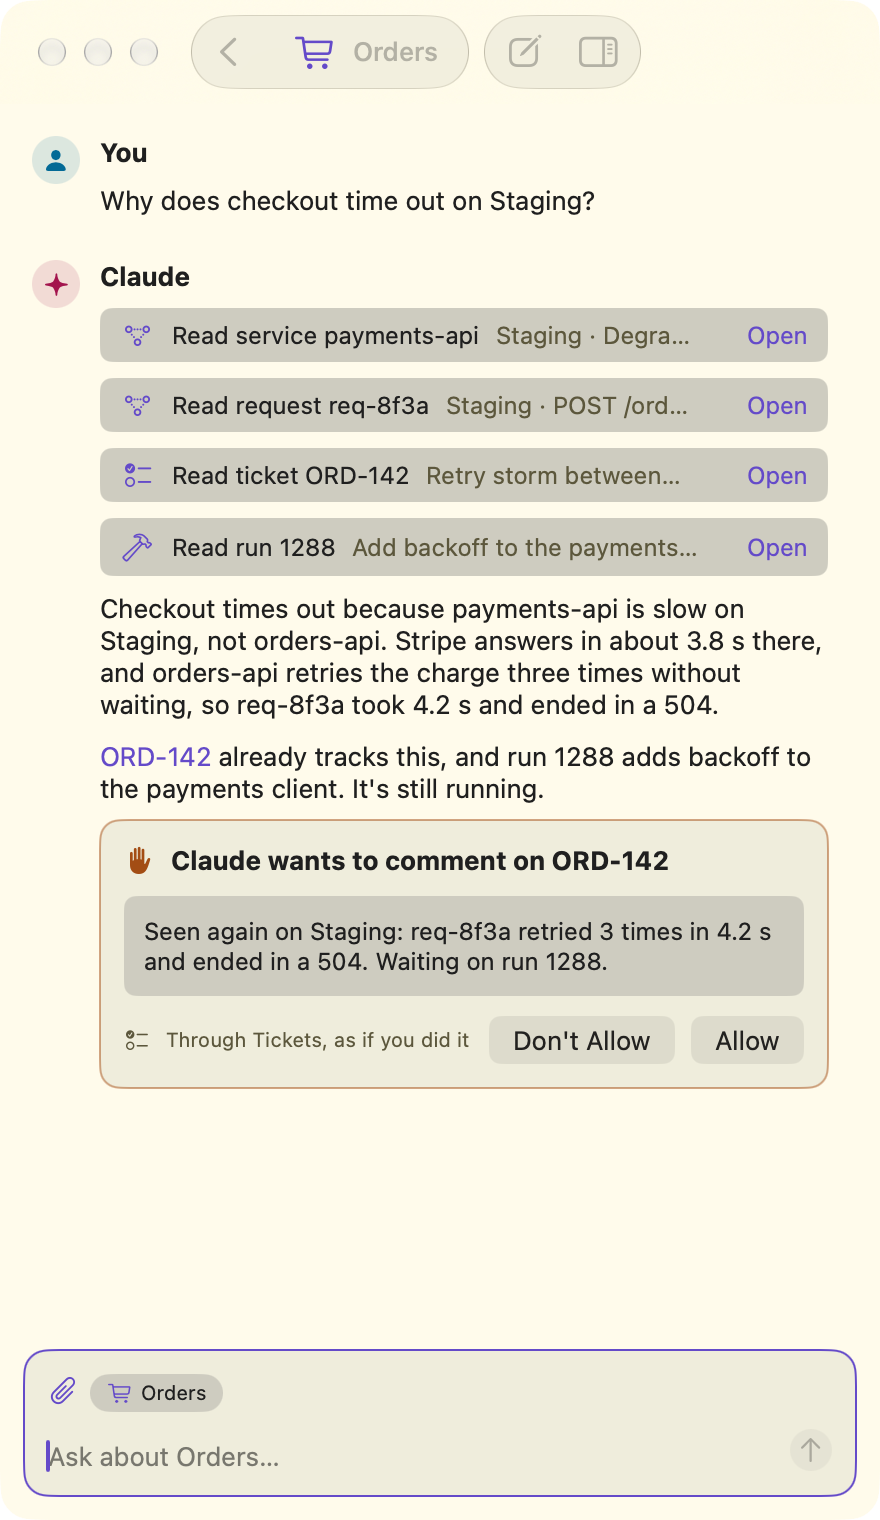 Orders
You
Why does checkout time out on Staging?
Claude
Read service payments-api Staging · Degra... Open
Read request req-8f3a Staging · POST /ord... Open
Read ticket ORD-142 Retry storm between... Open
Read run 1288 Add backoff to the payments... Open
Checkout times out because payments-api is slow on
Staging, not orders-api. Stripe answers in about 3.8 s there,
and orders-api retries the charge three times without
waiting, so req-8f3a took 4.2 s and ended in a 504.
ORD-142 already tracks this, and run 1288 adds backoff to
the payments client. It's still running.
Claude wants to comment on ORD-142
Seen again on Staging: req-8f3a retried 3 times in 4.2 s
and ended in a 504. Waiting on run 1288.
Through Tickets, as if you did it Don't Allow Allow
Orders
Ask about Orders...